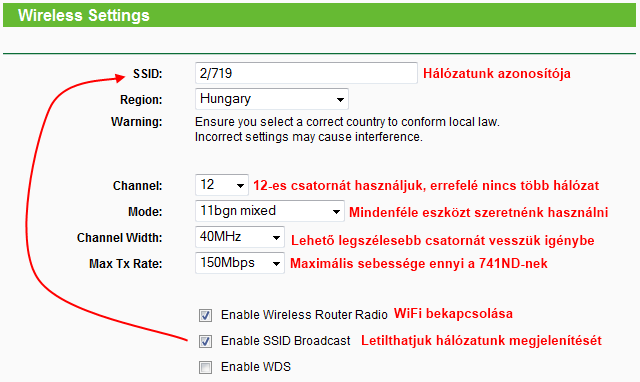 Wireless Settings
SSID: 2/719 Hálózatunk azonosítója
Region: Hungary
Warning: Ensure you select a correct country to conform local law.
Incorrect settings may cause interference.
Channel: 12 12-es csatornát használjuk, errefelé nincs több hálózat
Mode: 11bgn mixed Mindenféle eszközt szeretnénk használni
Channel Width: 40MHz Lehető legszélesebb csatornát vesszük igénybe
Max Tx Rate: 150Mbps Maximális sebessége ennyi a 741ND-nek
Enable Wireless Router Radio WiFi bekapcsolása
Enable SSID Broadcast Letilthatjuk hálózatunk megjelenítését
Enable WDS